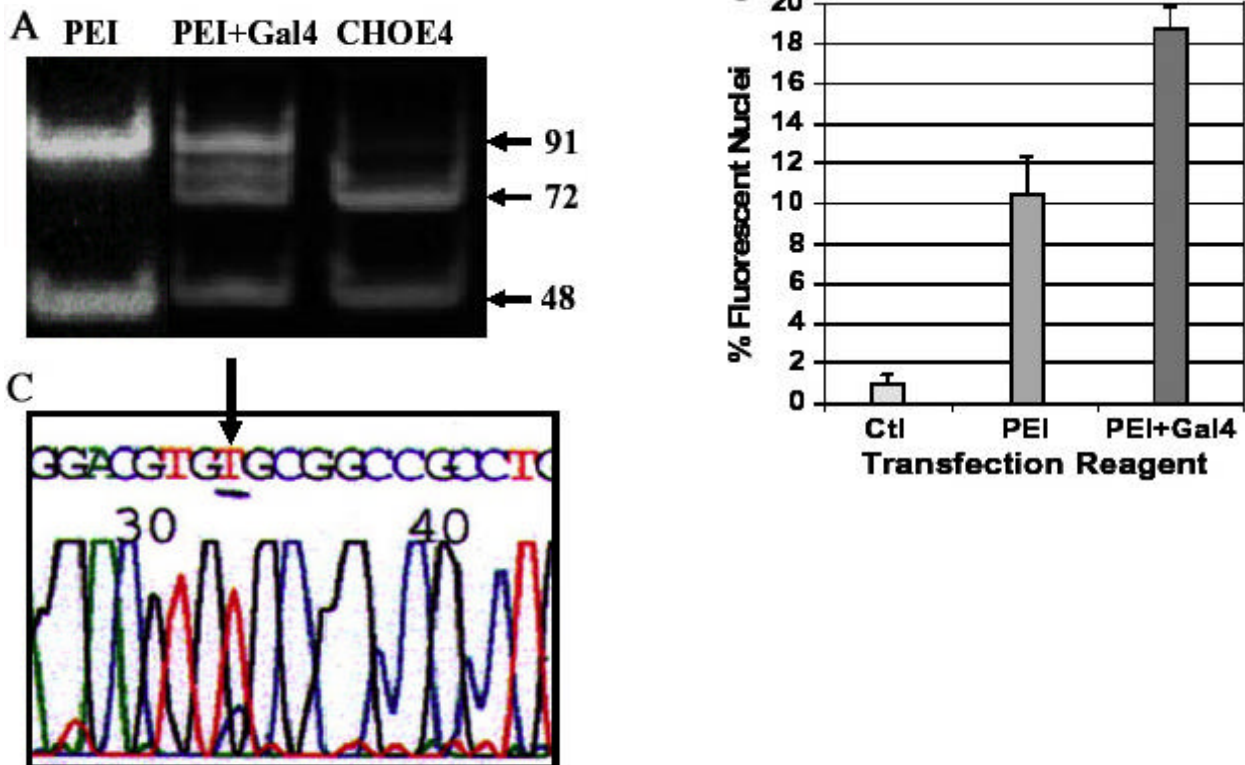 A PEI PEI+Gal4 CHOE4
91
72
48
C
GGACGTGTGCGGCCGCCTG
30 40
20
18
16
14
12
10
8
6
4
2
0
% Fluorescent Nuclei
Ctl PEI PEI+Gal4
Transfection Reagent